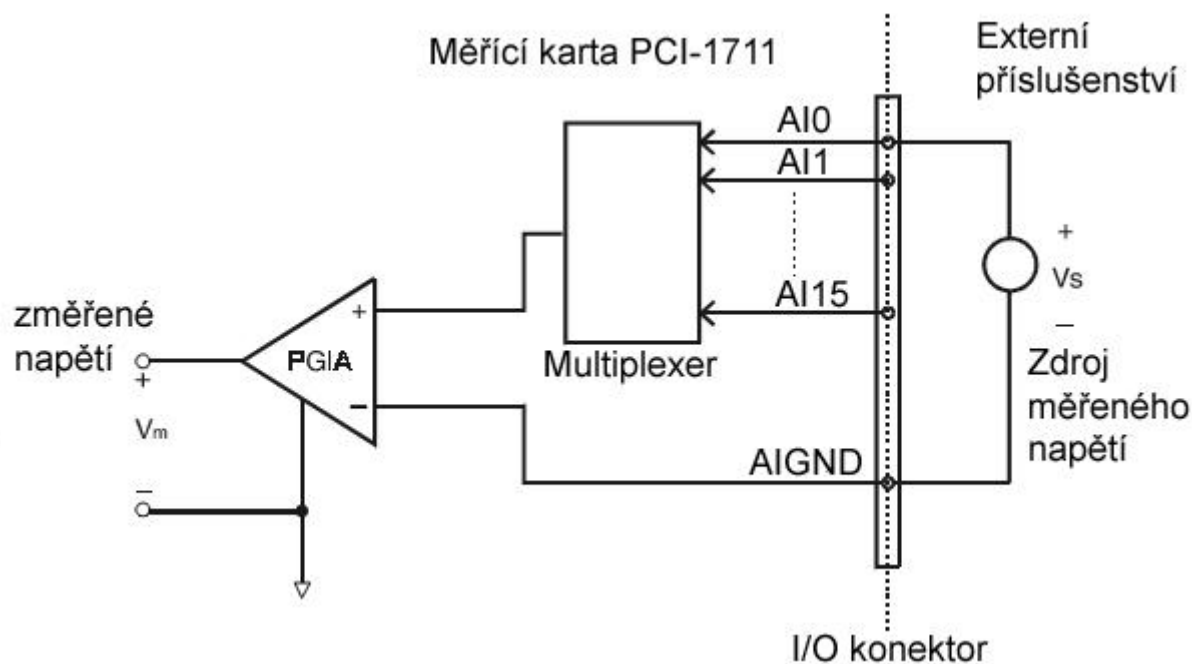 Měřící karta PCI-1711
Externí
příslušenství
AI0
AI1
AI15
Multiplexer
změřené
napětí
+
Vm
–
PGIA
+
–
AIGND
+
Vs
–
Zdroj
měřeného
napětí
I/O konektor